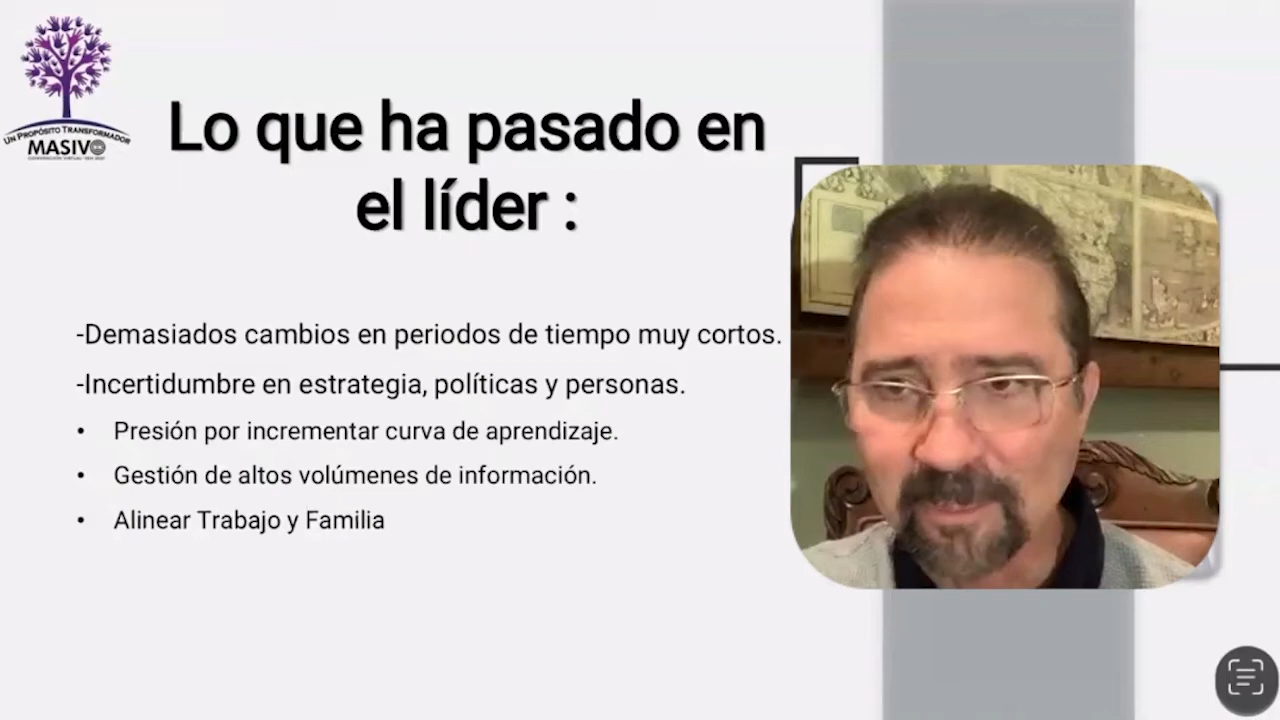 UN PROPÓSITO TRANSFORMADOR
MASIVO
Lo que ha pasado en
el líder :
-Demasiados cambios en periodos de tiempo muy cortos.
-Incertidumbre en estrategia, políticas y personas.
• Presión por incrementar curva de aprendizaje.
• Gestión de altos volúmenes de información.
• Alinear Trabajo y Familia